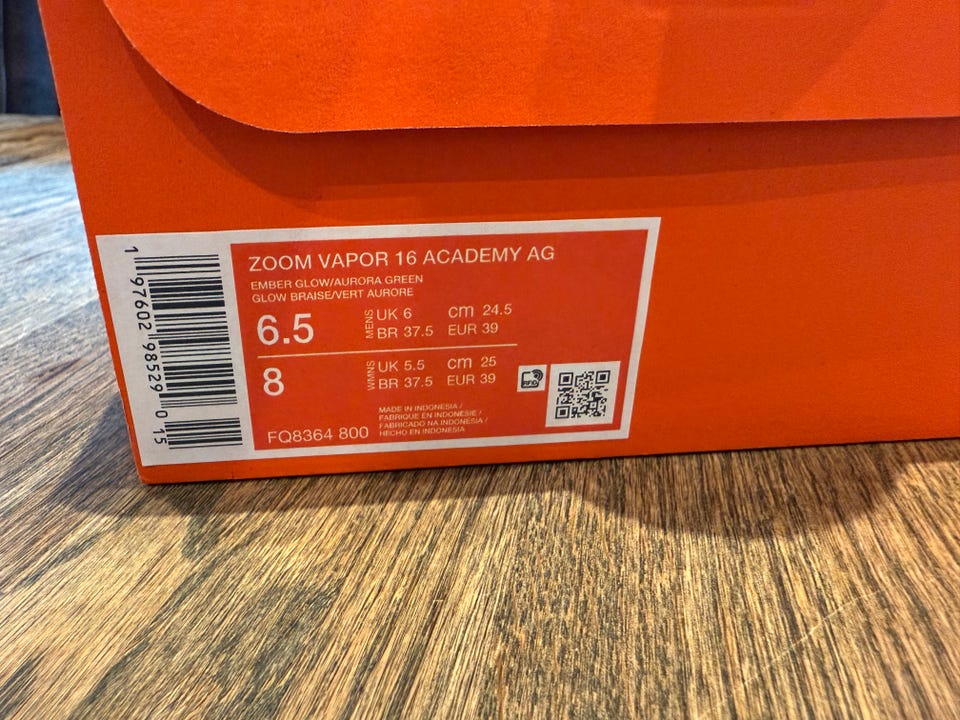 ZOOM VAPOR 16 ACADEMY AG
EMBER GLOW/AURORA GREEN
GLOW BRAISE/VERT AURORE
6.5 MENS UK 6 cm 24.5
BR 37.5 EUR 39
8 WMNS UK 5.5 cm 25
BR 37.5 EUR 39
RFID
FQ8364 800
MADE IN INDONESIA /
FABRIQUE EN INDONESIE /
FABRICADO NA INDONESIA /
HECHO EN INDONESIA
1 97602 98529 0 15